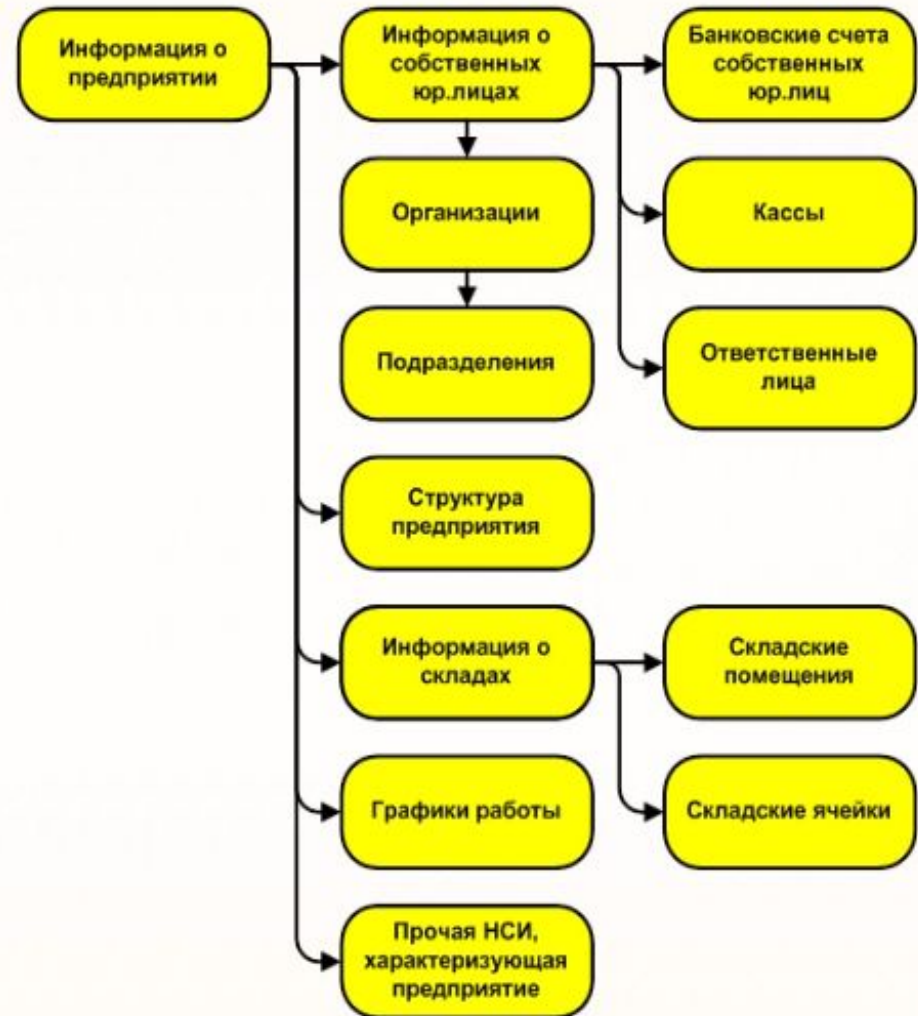 Информация о
предприятии
Информация о
собственных
юр.лицах
Банковские счета
собственных
юр.лиц
Организации
Кассы
Подразделения
Ответственные
лица
Структура
предприятия
Информация о
складах
Складские
помещения
Графики работы
Складские ячейки
Прочая НСИ,
характеризующая
предприятие